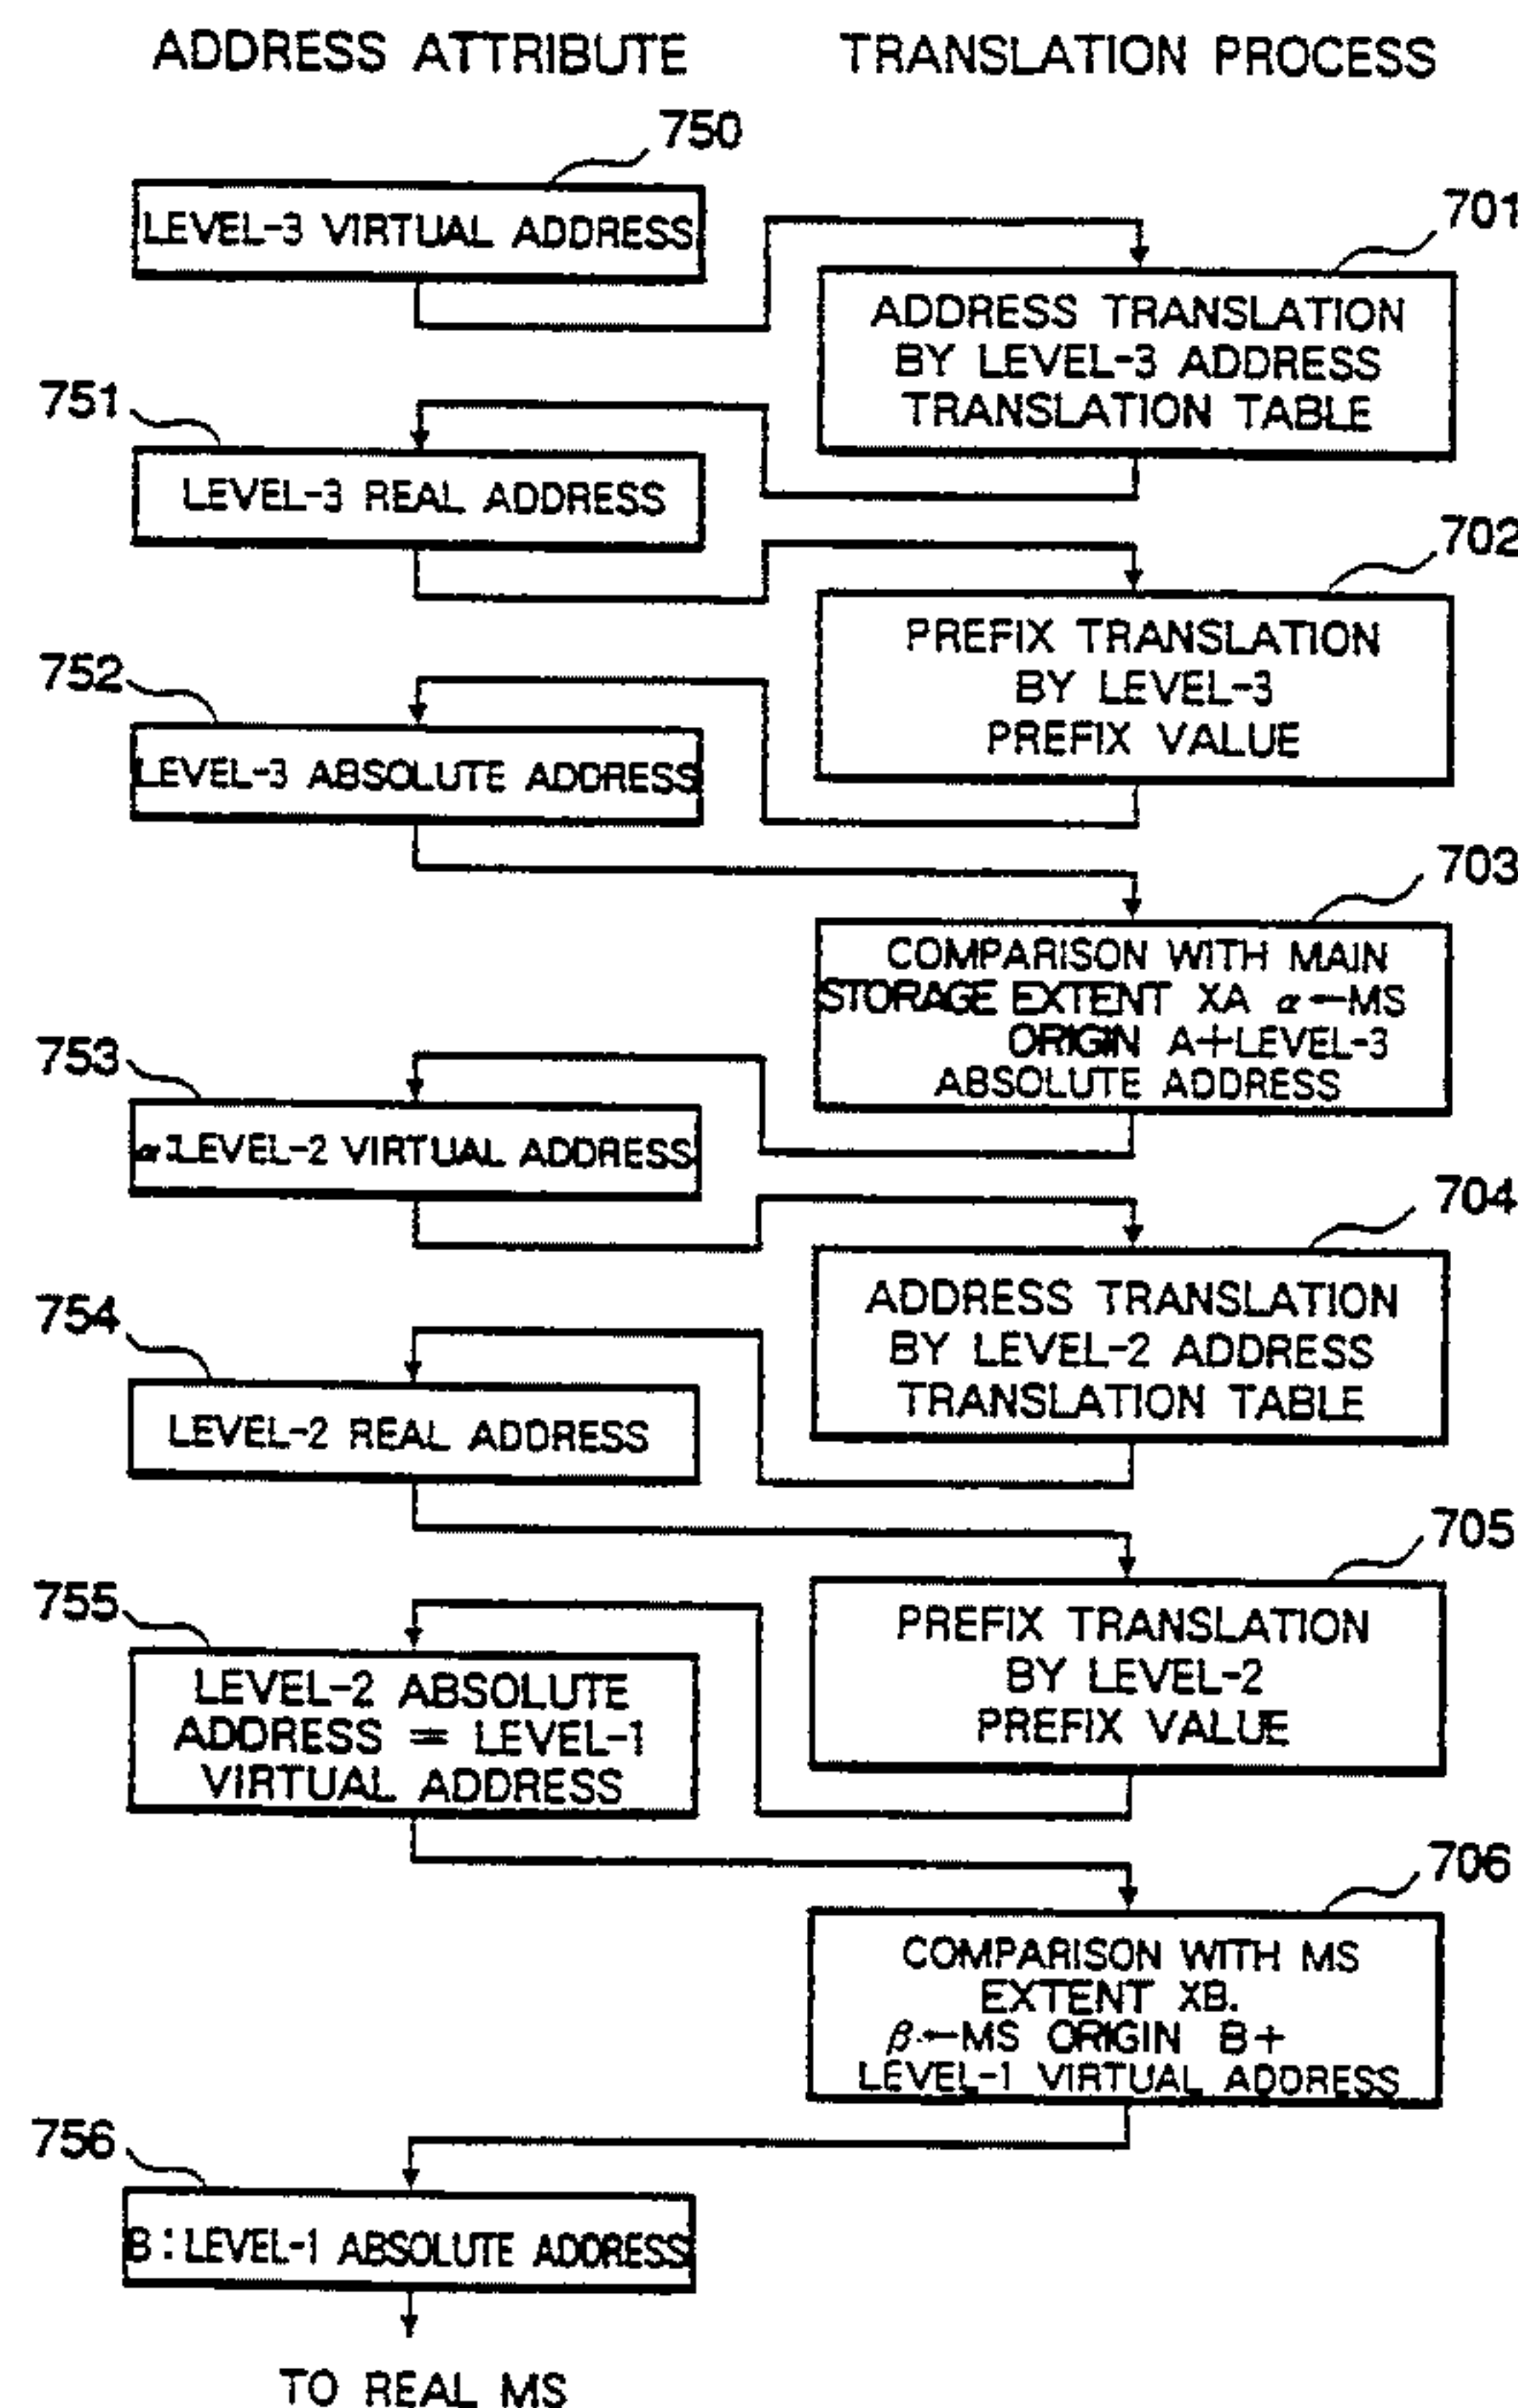 ADDRESS ATTRIBUTE
TRANSLATION PROCESS
750
LEVEL-3 VIRTUAL ADDRESS
701
ADDRESS TRANSLATION
BY LEVEL-3 ADDRESS
TRANSLATION TABLE
751
LEVEL-3 REAL ADDRESS
702
PREFIX TRANSLATION
BY LEVEL-3
PREFIX VALUE
752
LEVEL-3 ABSOLUTE ADDRESS
703
COMPARISON WITH MAIN
STORAGE EXTENT XA α←MS
ORIGIN A+LEVEL-3
ABSOLUTE ADDRESS
753
α:LEVEL-2 VIRTUAL ADDRESS
704
ADDRESS TRANSLATION
BY LEVEL-2 ADDRESS
TRANSLATION TABLE
754
LEVEL-2 REAL ADDRESS
705
PREFIX TRANSLATION
BY LEVEL-2
PREFIX VALUE
755
LEVEL-2 ABSOLUTE
ADDRESS = LEVEL-1
VIRTUAL ADDRESS
706
COMPARISON WITH MS
EXTENT XB.
β←MS ORIGIN B+
LEVEL-1 VIRTUAL ADDRESS
756
B:LEVEL-1 ABSOLUTE ADDRESS
TO REAL MS